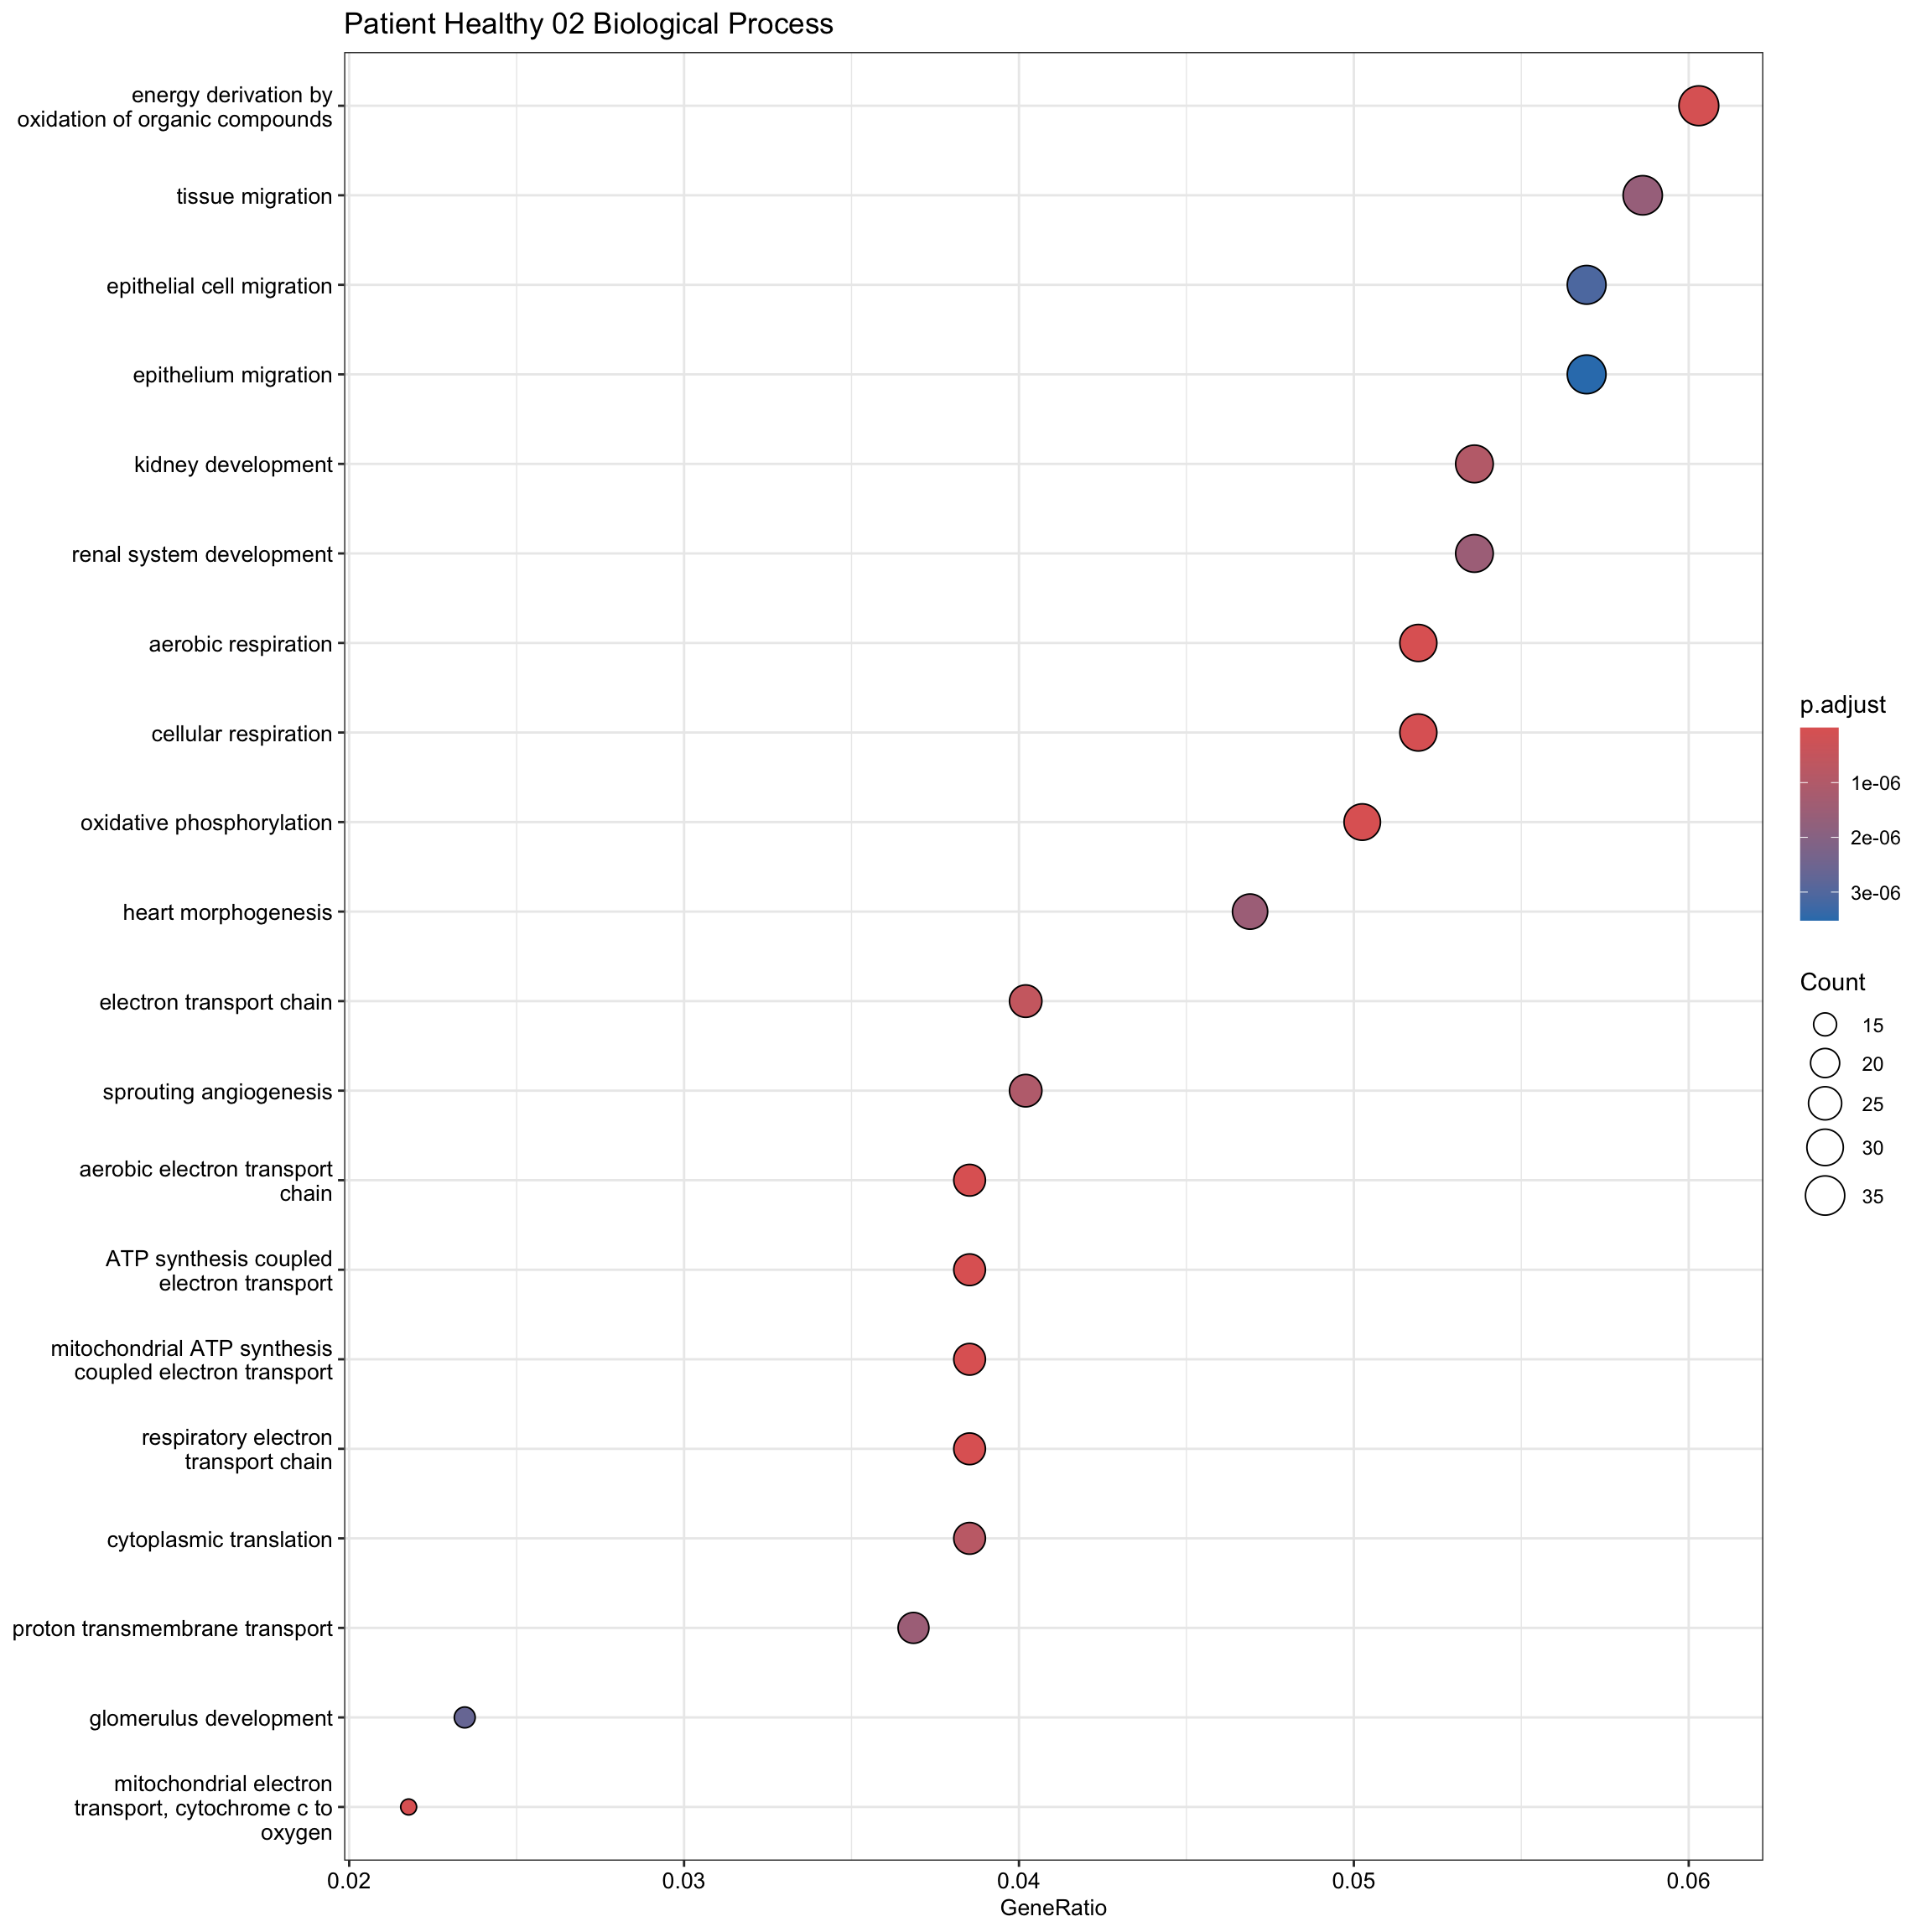 Patient Healthy 02 Biological Process
energy derivation by
oxidation of organic compounds
tissue migration
epithelial cell migration
epithelium migration
kidney development
renal system development
aerobic respiration
cellular respiration
oxidative phosphorylation
heart morphogenesis
electron transport chain
sprouting angiogenesis
aerobic electron transport
chain
ATP synthesis coupled
electron transport
mitochondrial ATP synthesis
coupled electron transport
respiratory electron
transport chain
cytoplasmic translation
proton transmembrane transport
glomerulus development
mitochondrial electron
transport, cytochrome c to
oxygen
0.02 0.03 0.04 0.05 0.06
GeneRatio
p.adjust
1e-06
2e-06
3e-06
Count
15
20
25
30
35